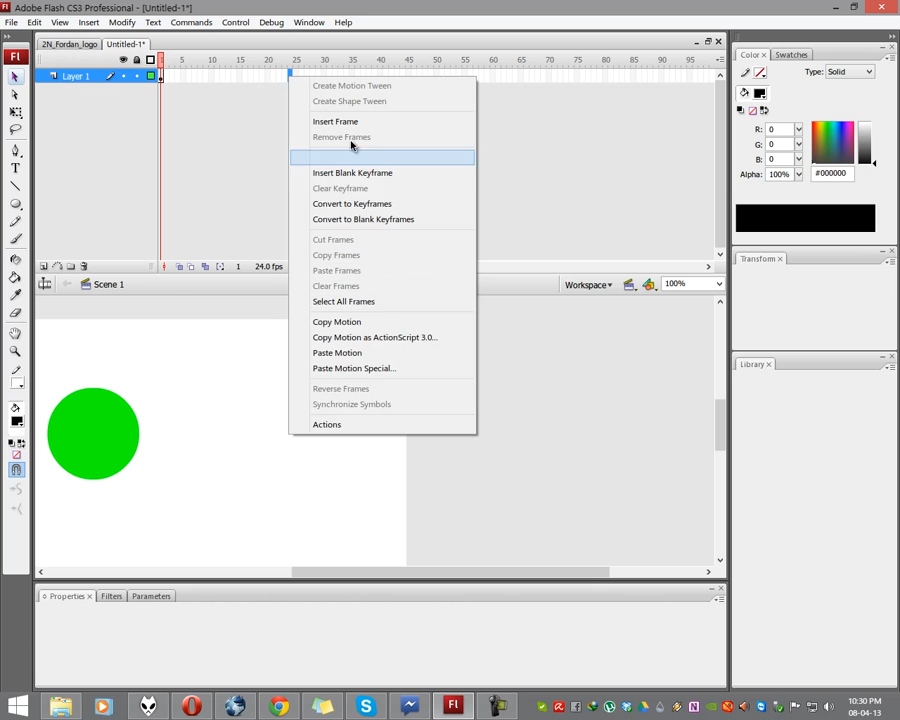 Adobe Flash CS3 Professional - [Untitled-1*]
File Edit View Insert Modify Text Commands Control Debug Window Help
2N_Fordan_logo Untitled-1*
5 10 15 20 25 30 35 40 45 50 55 60 65 70 75 80 85 90 95
Layer 1
Create Motion Tween
Create Shape Tween
Insert Frame
Remove Frames
Insert Blank Keyframe
Clear Keyframe
Convert to Keyframes
Convert to Blank Keyframes
Cut Frames
Copy Frames
Paste Frames
Clear Frames
Select All Frames
Copy Motion
Copy Motion as ActionScript 3.0...
Paste Motion
Paste Motion Special...
Reverse Frames
Synchronize Symbols
Actions
1 24.0 fps
Scene 1
Workspace 100%
Color Swatches
Type: Solid
R: 0
G: 0
B: 0
Alpha: 100% #000000
Transform
Library
Properties Filters Parameters
10:30 PM
08-04-13